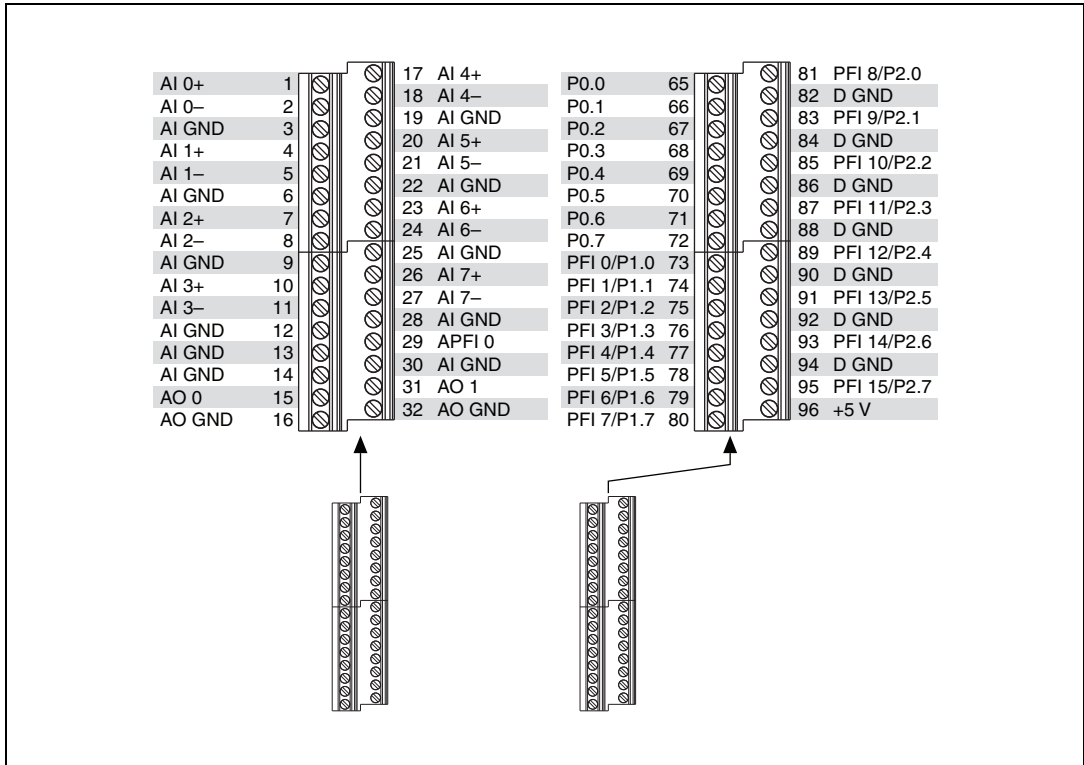 AI 0+ 1
AI 0– 2
AI GND 3
AI 1+ 4
AI 1– 5
AI GND 6
AI 2+ 7
AI 2– 8
AI GND 9
AI 3+ 10
AI 3– 11
AI GND 12
AI GND 13
AI GND 14
AO 0 15
AO GND 16
17 AI 4+
18 AI 4–
19 AI GND
20 AI 5+
21 AI 5–
22 AI GND
23 AI 6+
24 AI 6–
25 AI GND
26 AI 7+
27 AI 7–
28 AI GND
29 APFI 0
30 AI GND
31 AO 1
32 AO GND
P0.0 65
P0.1 66
P0.2 67
P0.3 68
P0.4 69
P0.5 70
P0.6 71
P0.7 72
PFI 0/P1.0 73
PFI 1/P1.1 74
PFI 2/P1.2 75
PFI 3/P1.3 76
PFI 4/P1.4 77
PFI 5/P1.5 78
PFI 6/P1.6 79
PFI 7/P1.7 80
81 PFI 8/P2.0
82 D GND
83 PFI 9/P2.1
84 D GND
85 PFI 10/P2.2
86 D GND
87 PFI 11/P2.3
88 D GND
89 PFI 12/P2.4
90 D GND
91 PFI 13/P2.5
92 D GND
93 PFI 14/P2.6
94 D GND
95 PFI 15/P2.7
96 +5 V